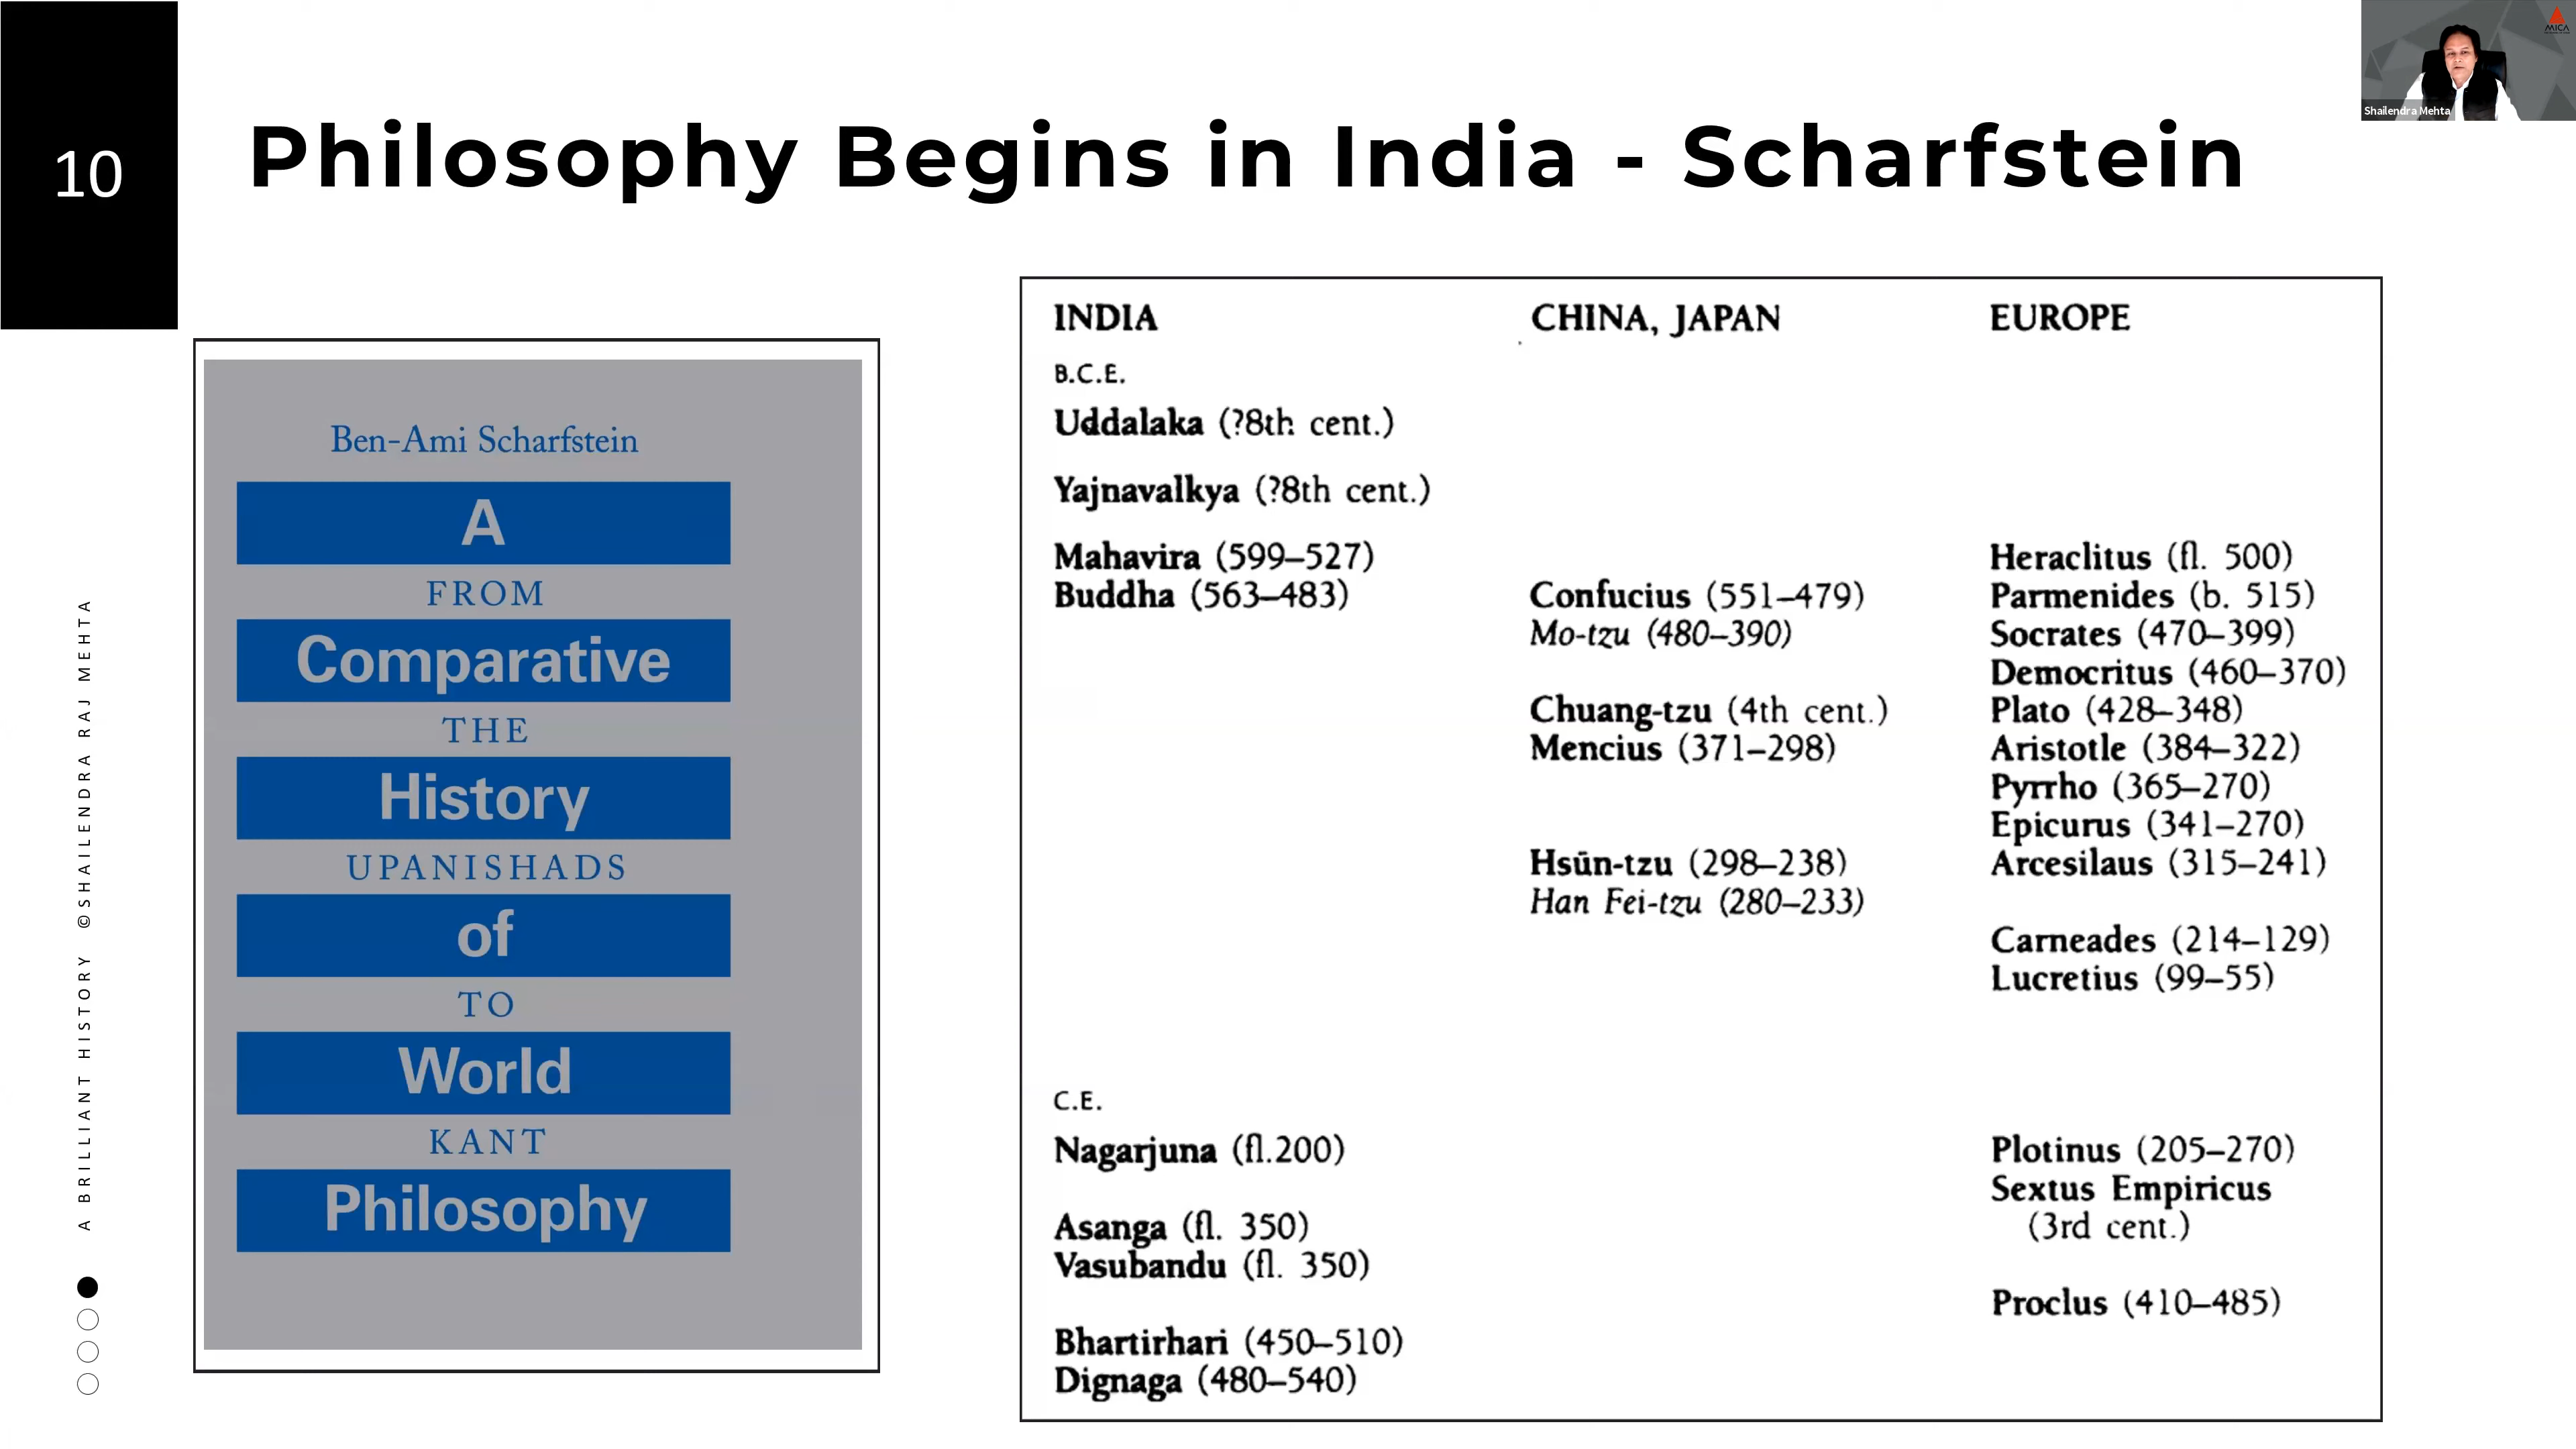 10
Philosophy Begins in India - Scharfstein
MICA
Shailendra Mehta
A BRILLIANT HISTORY ©SHAILENDRA RAJ MEHTA
Ben-Ami Scharfstein
A
FROM
Comparative
THE
History
UPANISHADS
of
TO
World
KANT
Philosophy
INDIA
B.C.E.
Uddalaka (?8th cent.)
Yajnavalkya (?8th cent.)
Mahavira (599–527)
Buddha (563–483)
C.E.
Nagarjuna (fl.200)
Asanga (fl. 350)
Vasubandu (fl. 350)
Bhartirhari (450–510)
Dignaga (480–540)
CHINA, JAPAN
Confucius (551–479)
Mo-tzu (480–390)
Chuang-tzu (4th cent.)
Mencius (371–298)
Hsün-tzu (298–238)
Han Fei-tzu (280–233)
EUROPE
Heraclitus (fl. 500)
Parmenides (b. 515)
Socrates (470–399)
Democritus (460–370)
Plato (428–348)
Aristotle (384–322)
Pyrrho (365–270)
Epicurus (341–270)
Arcesilaus (315–241)
Carneades (214–129)
Lucretius (99–55)
Plotinus (205–270)
Sextus Empiricus
(3rd cent.)
Proclus (410–485)